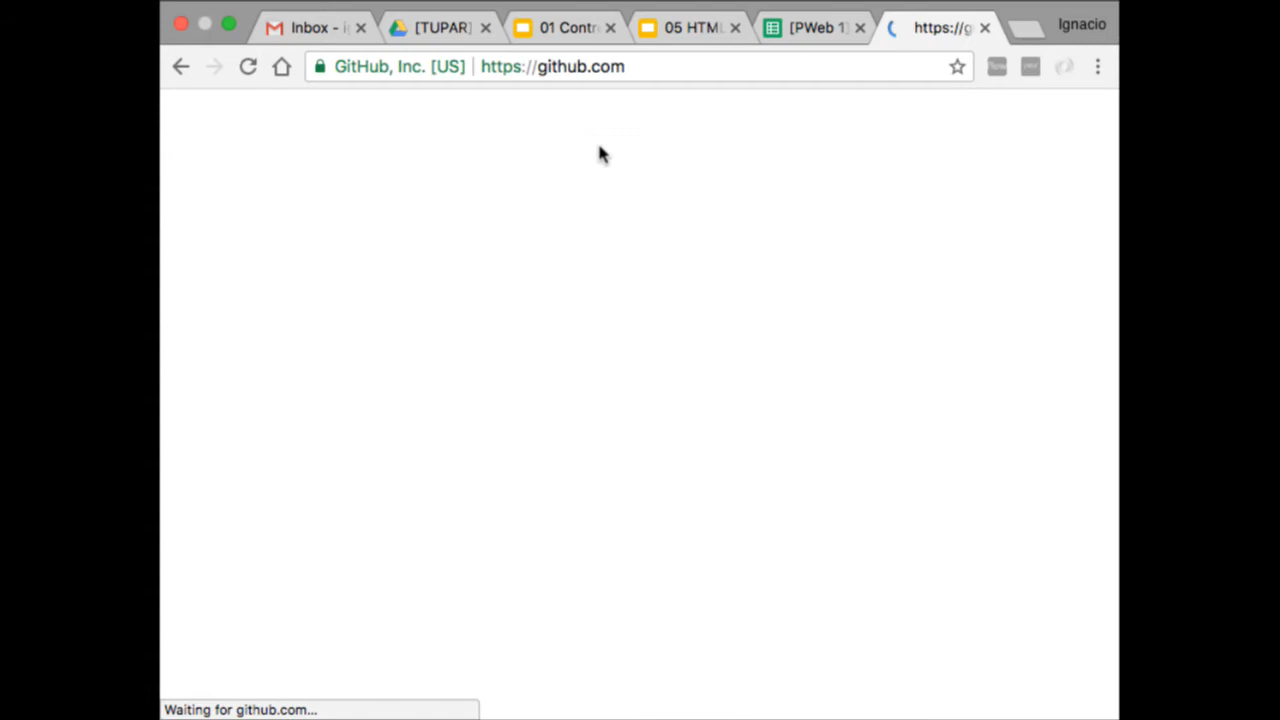 Inbox - i [TUPAR] 01 Contr 05 HTML [PWeb 1] https://g Ignacio
GitHub, Inc. [US] | https://github.com
Waiting for github.com...